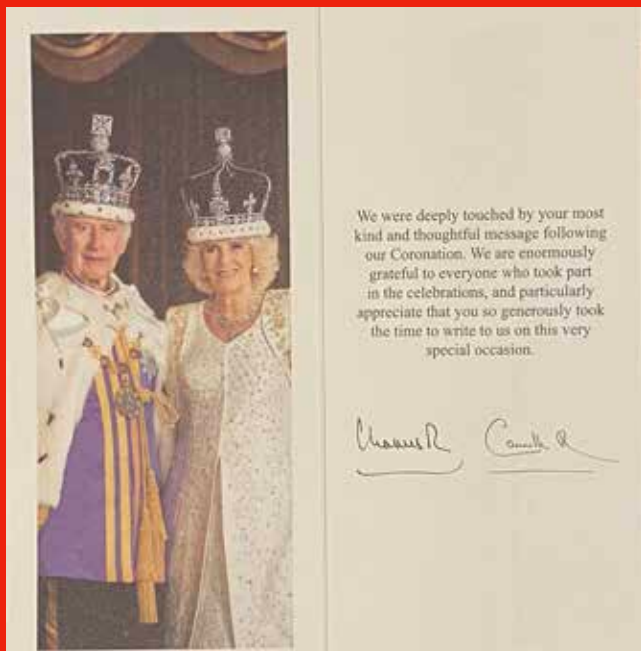 We were deeply touched by your most
kind and thoughtful message following
our Coronation. We are enormously
grateful to everyone who took part
in the celebrations, and particularly
appreciate that you so generously took
the time to write to us on this very
special occasion.
Charles R Camilla R